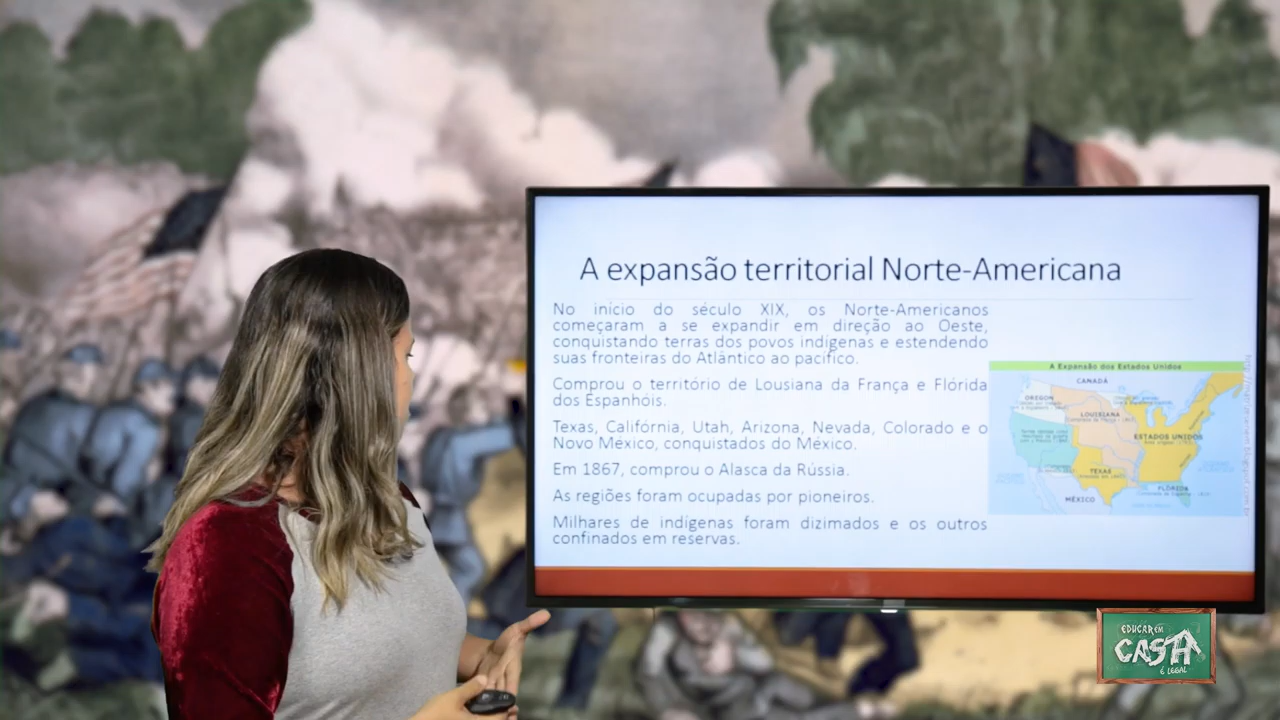 A expansão territorial Norte-Americana
No início do século XIX, os Norte-Americanos
começaram a se expandir em direção ao Oeste,
conquistando terras dos povos indígenas e estendendo
suas fronteiras do Atlântico ao pacifico.
Comprou o território de Lousiana da França e Flórida
dos Espanhóis.
Texas, Califórnia, Utah, Arizona, Nevada, Colorado e o
Novo México, conquistados do México.
Em 1867, comprou o Alasca da Rússia.
As regiões foram ocupadas por pioneiros.
Milhares de indígenas foram dizimados e os outros
confinados em reservas.
A Expansão dos Estados Unidos
CANADÁ
OREGON
LOUISIANA
ESTADOS UNIDOS
TEXAS
FLÓRIDA
MÉXICO
EDUCAR EM
CASA
É LEGAL